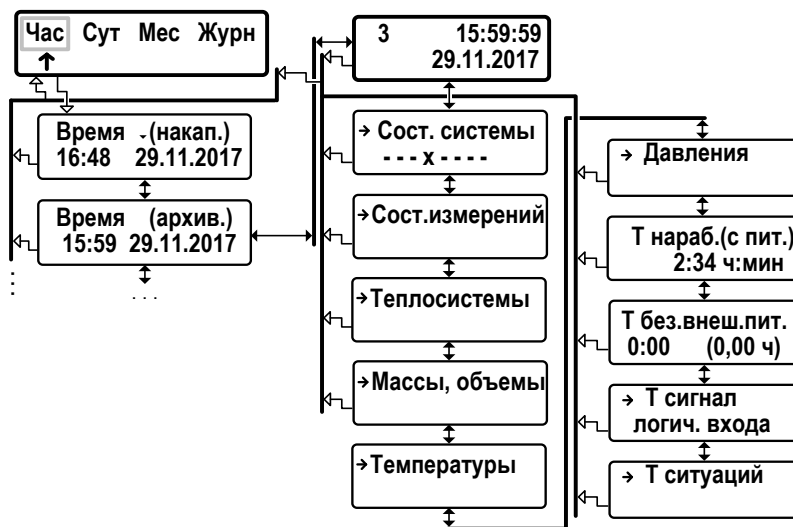 Час Сут Мес Журн
Время (накап.)
16:48 29.11.2017
Время (архив.)
15:59 29.11.2017
. . .
. . .
3 15:59:59
29.11.2017
→ Сост. системы
- - - x - - - -
→Сост.измерений
→Теплосистемы
→Массы, объемы
→Температуры
→ Давления
Т нараб.(с пит.)
2:34 ч:мин
Т без.внеш.пит.
0:00 (0,00 ч)
→ Т сигнал
логич. входа
→ Т ситуаций